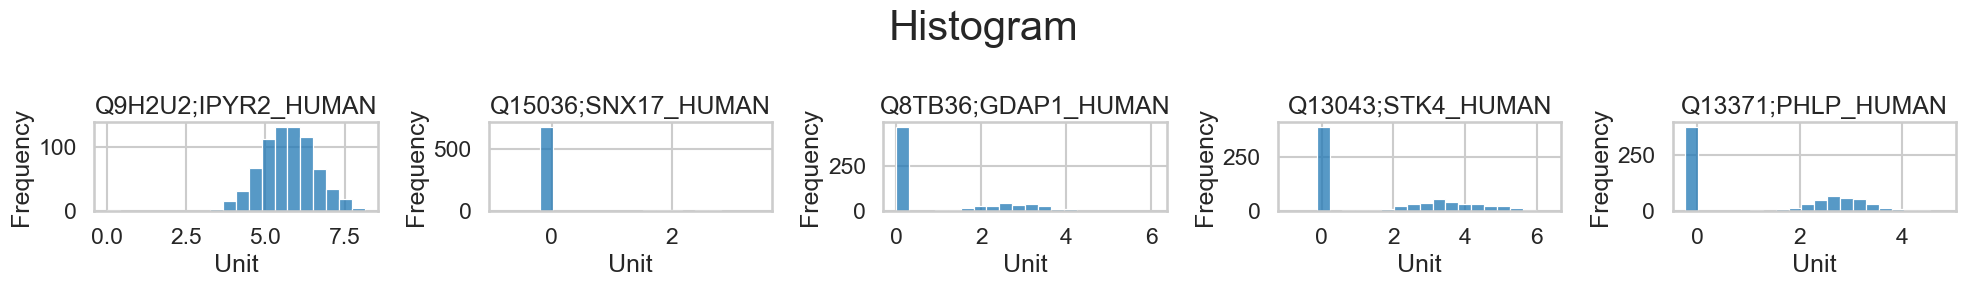 Histogram
Q9H2U2;IPYR2_HUMAN
Frequency
100
0
0.0 2.5 5.0 7.5
Unit
Q15036;SNX17_HUMAN
Frequency
500
0
0 2
Unit
Q8TB36;GDAP1_HUMAN
Frequency
250
0
0 2 4 6
Unit
Q13043;STK4_HUMAN
Frequency
250
0
0 2 4 6
Unit
Q13371;PHLP_HUMAN
Frequency
250
0
0 2 4
Unit